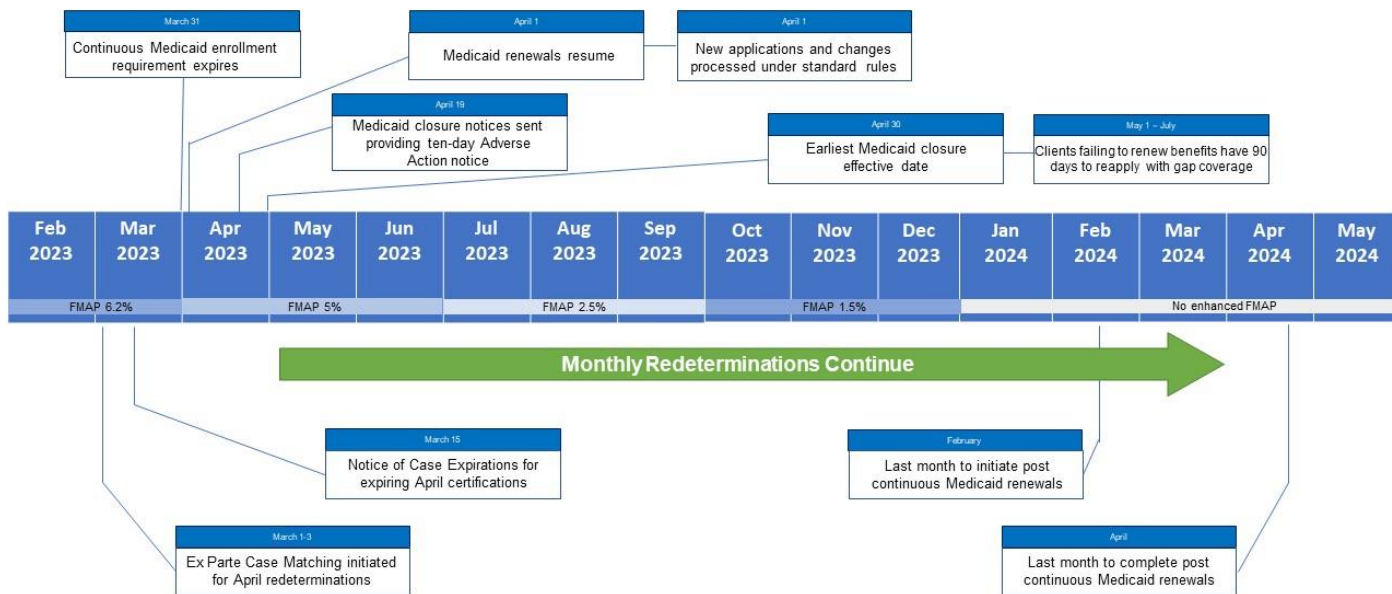 March 31
Continuous Medicaid enrollment
requirement expires
April 1
Medicaid renewals resume
April 1
New applications and changes
processed under standard rules
April 19
Medicaid closure notices sent
providing ten-day Adverse
Action notice
April 30
Earliest Medicaid closure
effective date
May 1 – July
Clients failing to renew benefits have 90
days to reapply with gap coverage
Feb
2023
Mar
2023
Apr
2023
May
2023
Jun
2023
Jul
2023
Aug
2023
Sep
2023
Oct
2023
Nov
2023
Dec
2023
Jan
2024
Feb
2024
Mar
2024
Apr
2024
May
2024
FMAP 6.2%
FMAP 5%
FMAP 2.5%
FMAP 1.5%
No enhanced FMAP
Monthly Redeterminations Continue
March 15
Notice of Case Expirations for
expiring April certifications
February
Last month to initiate post
continuous Medicaid renewals
March 1-3
Ex Parte Case Matching initiated
for April redeterminations
April
Last month to complete post
continuous Medicaid renewals